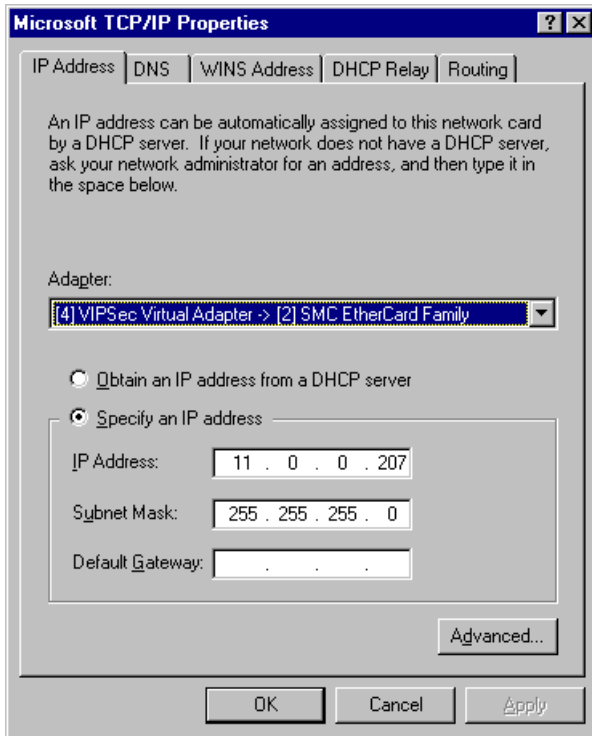 Microsoft TCP/IP Properties
IP Address DNS WINS Address DHCP Relay Routing
An IP address can be automatically assigned to this network card
by a DHCP server. If your network does not have a DHCP server,
ask your network administrator for an address, and then type it in
the space below.
Adapter:
[4] VIPSec Virtual Adapter -> [2] SMC EtherCard Family
Obtain an IP address from a DHCP server
Specify an IP address
IP Address: 11 . 0 . 0 . 207
Subnet Mask: 255 . 255 . 255 . 0
Default Gateway: . . .
Advanced...
OK Cancel Apply